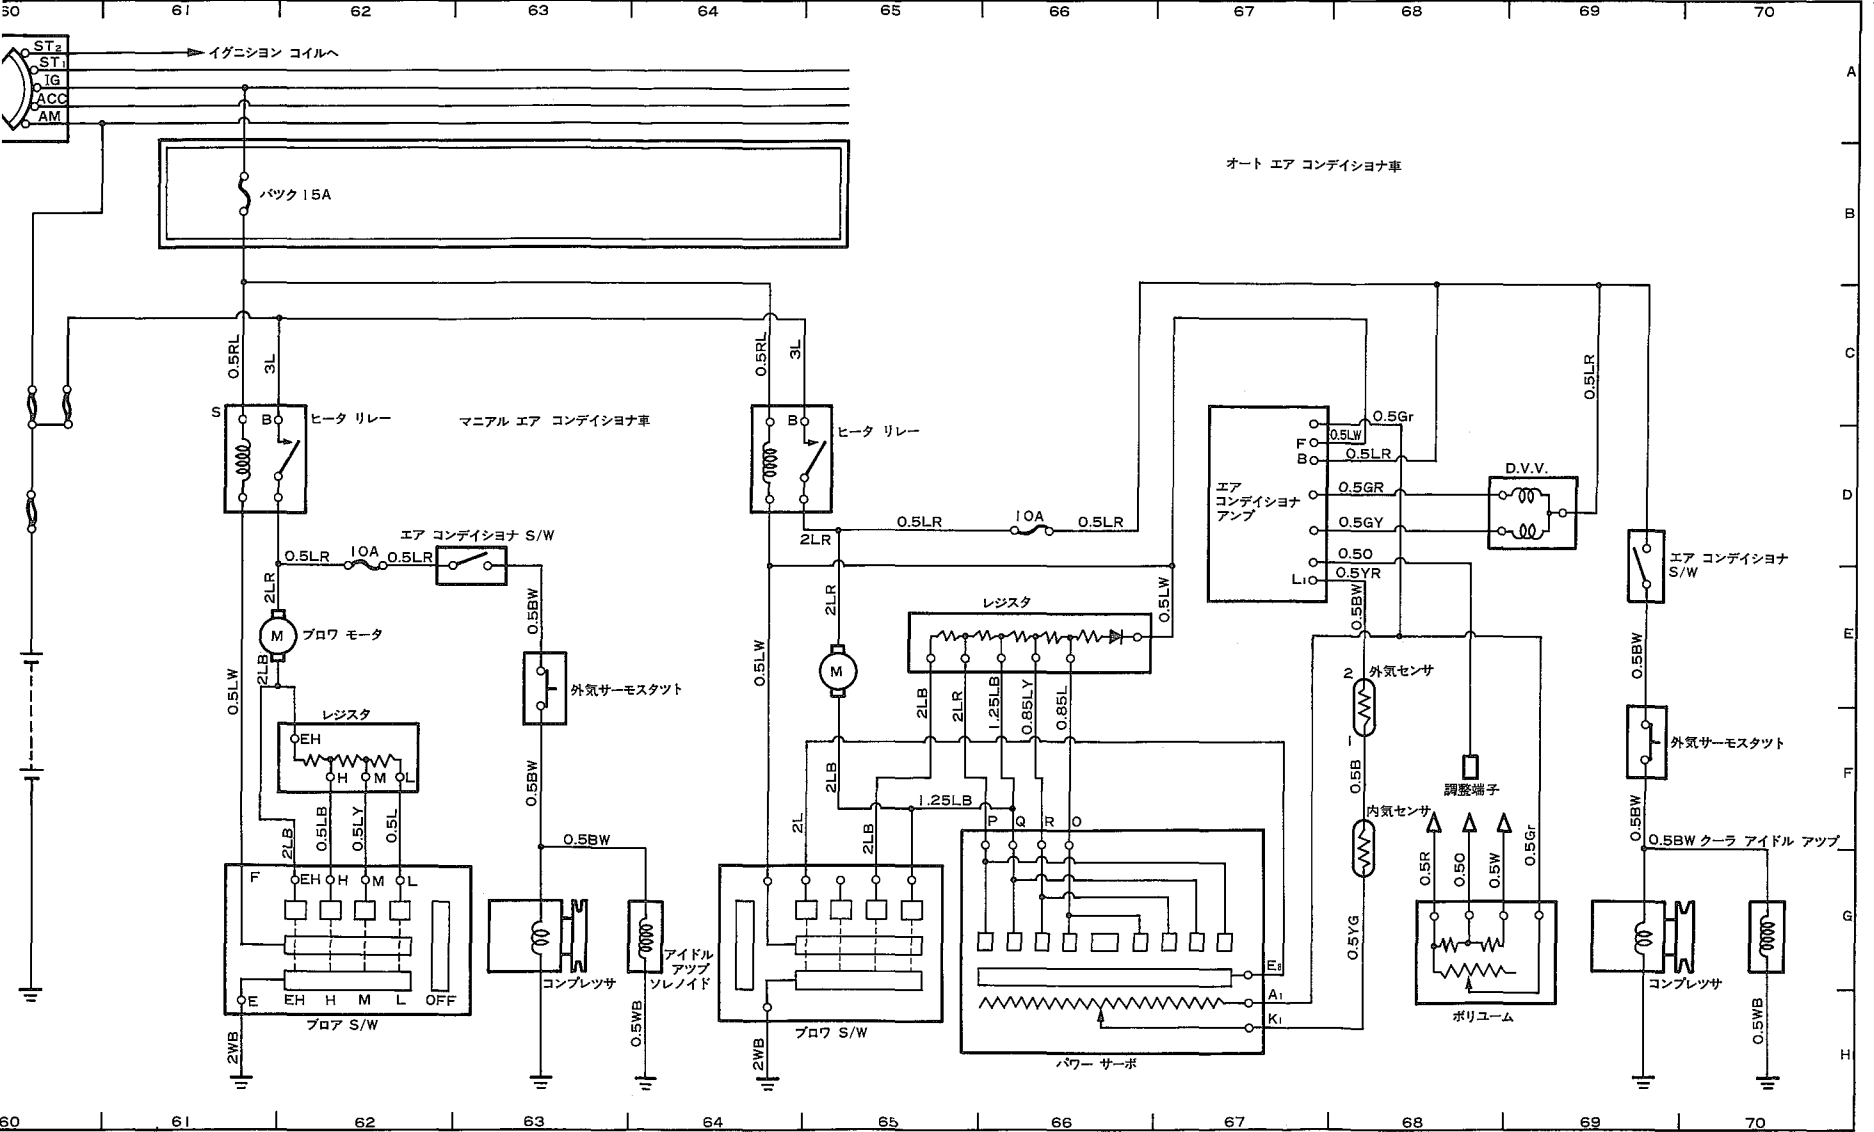 60 61 62 63 64 65 66 67 68 69 70
ST2
イグニシヨン コイルへ
ST1
IG
ACC
AM
A
オート エア コンデイシヨナ車
バツク 15A
B
0.5RL
3L
0.5RL
3L
0.5LR
C
S
B
ヒータ リレー
マニアル エア コンデイシヨナ車
B
ヒータ リレー
0.5Gr
F
0.5LW
B
0.5LR
D.V.V.
エア
コンデイシヨナ
アンプ
0.5GR
D
0.5GY
0.5O
0.5YR
L1
エア コンデイシヨナ S/W
0.5LR
10A
0.5LR
2LR
0.5LR
10A
0.5LR
エア コンデイシヨナ
S/W
2LR
0.5BW
2LR
0.5LW
0.5BW
レジスタ
M
ブロワ モータ
E
M
2LB
0.5LW
0.5LW
外気サーモスタツト
2
外気センサ
0.5BW
2LB
2LR
1.25LB
0.85LY
0.85L
レジスタ
EH
H
M
L
1
外気サーモスタツト
F
0.5BW
2LB
0.5B
調整端子
1.25LB
内気センサ
0.5BW
2LB
0.5LB
0.5LY
0.5L
2L
2LB
P
Q
R
O
0.5BW
0.5BW クーラ アイドル アツプ
0.5R
0.5O
0.5W
0.5Gr
F
EH
H
M
L
G
0.5YG
アイドル
アツプ
ソレノイド
コンプレツサ
コンプレツサ
E8
A1
K1
E
EH
H
M
L
OFF
ブロア S/W
ブロワ S/W
ボリユーム
パワー サーボ
2WB
0.5WB
2WB
0.5WB
H
60 61 62 63 64 65 66 67 68 69 70